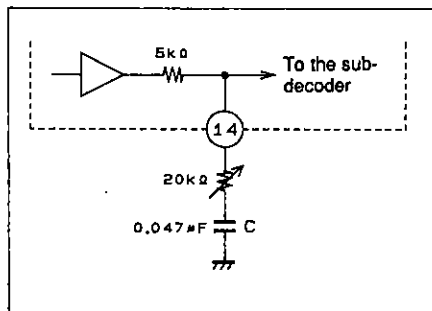 5kΩ
To the sub-
decoder
14
20kΩ
0.047μF C